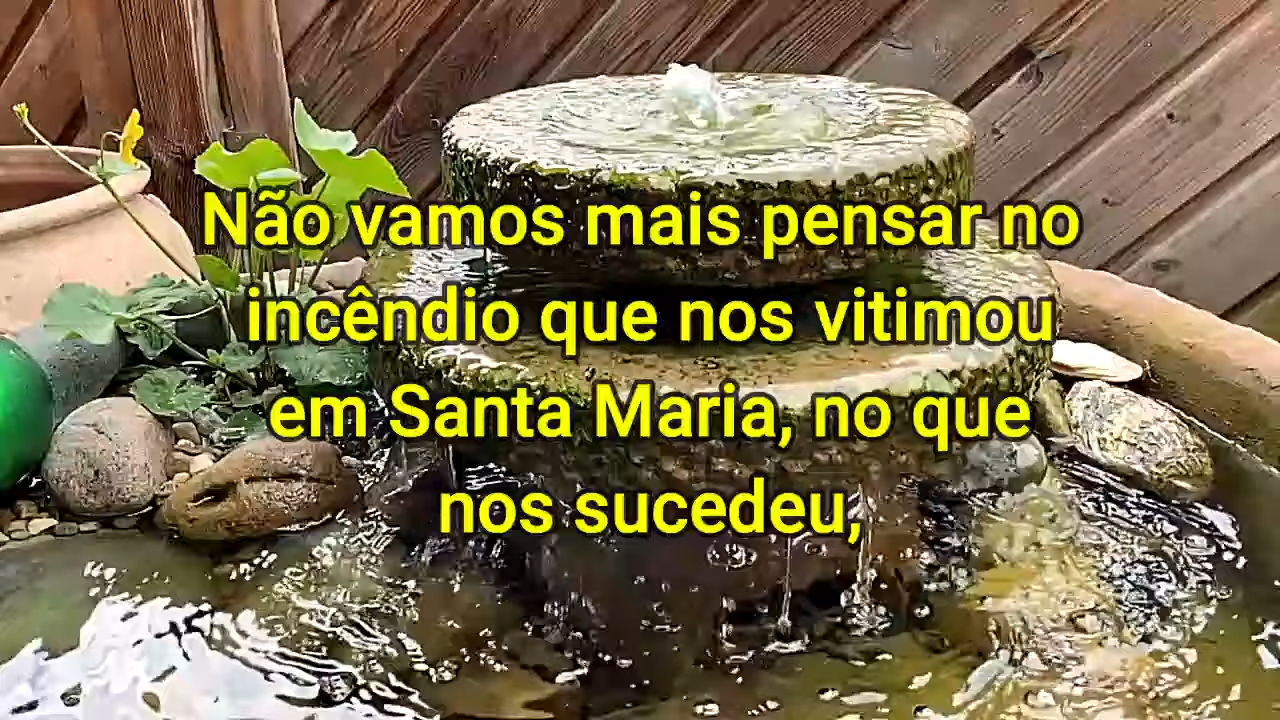 Não vamos mais pensar no
incêndio que nos vitimou
em Santa Maria, no que
nos sucedeu,